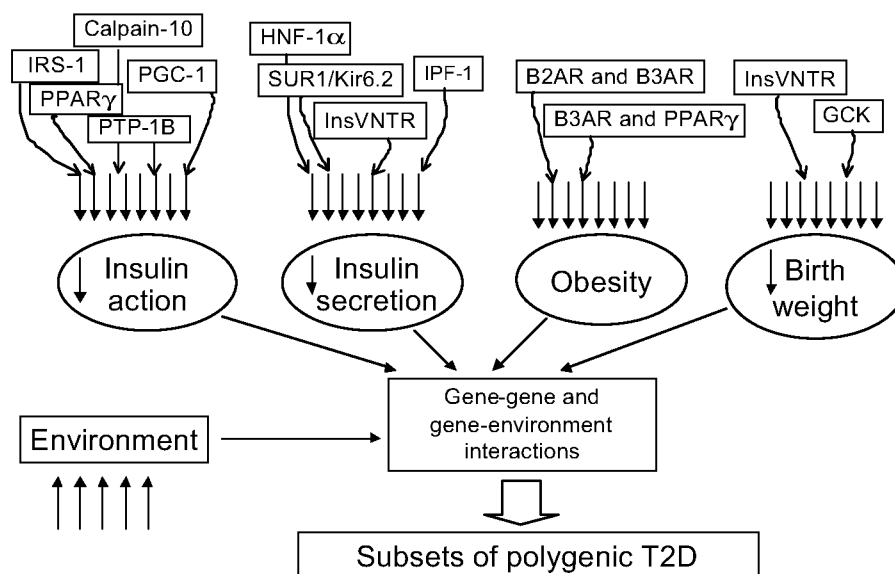 Calpain-10
IRS-1
PGC-1
PPARγ
PTP-1B
HNF-1α
SUR1/Kir6.2
IPF-1
InsVNTR
B2AR and B3AR
B3AR and PPARγ
InsVNTR
GCK
Insulin
action
Insulin
secretion
Obesity
Birth
weight
Gene-gene and
gene-environment
interactions
Environment
Subsets of polygenic T2D